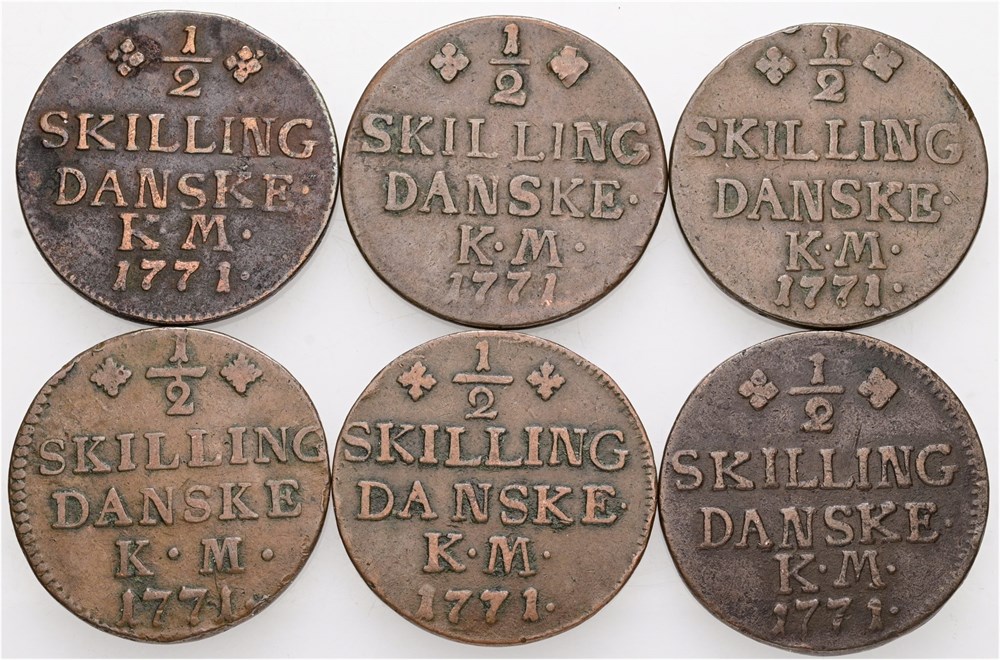 1/2
SKILLING
DANSKE·
K·M·
1771·
1/2
SKILLING
DANSKE·
K·M·
1771
1/2
SKILLING
DANSKE·
K·M·
1771·
1/2
SKILLING
DANSKE
K·M·
1771·
1/2
SKILLING
DANSKE·
K·M·
1771·
1/2
SKILLING
DANSKE·
K·M·
1771·